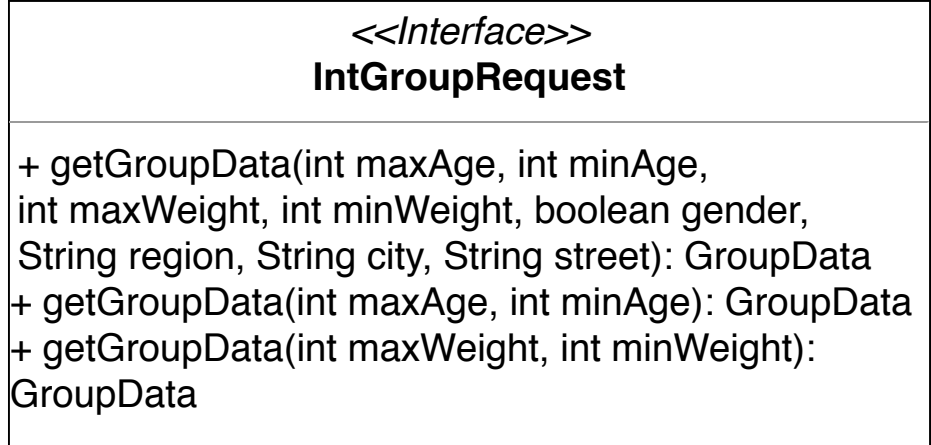 <<Interface>>
IntGroupRequest
+ getGroupData(int maxAge, int minAge,
int maxWeight, int minWeight, boolean gender,
String region, String city, String street): GroupData
+ getGroupData(int maxAge, int minAge): GroupData
+ getGroupData(int maxWeight, int minWeight):
GroupData